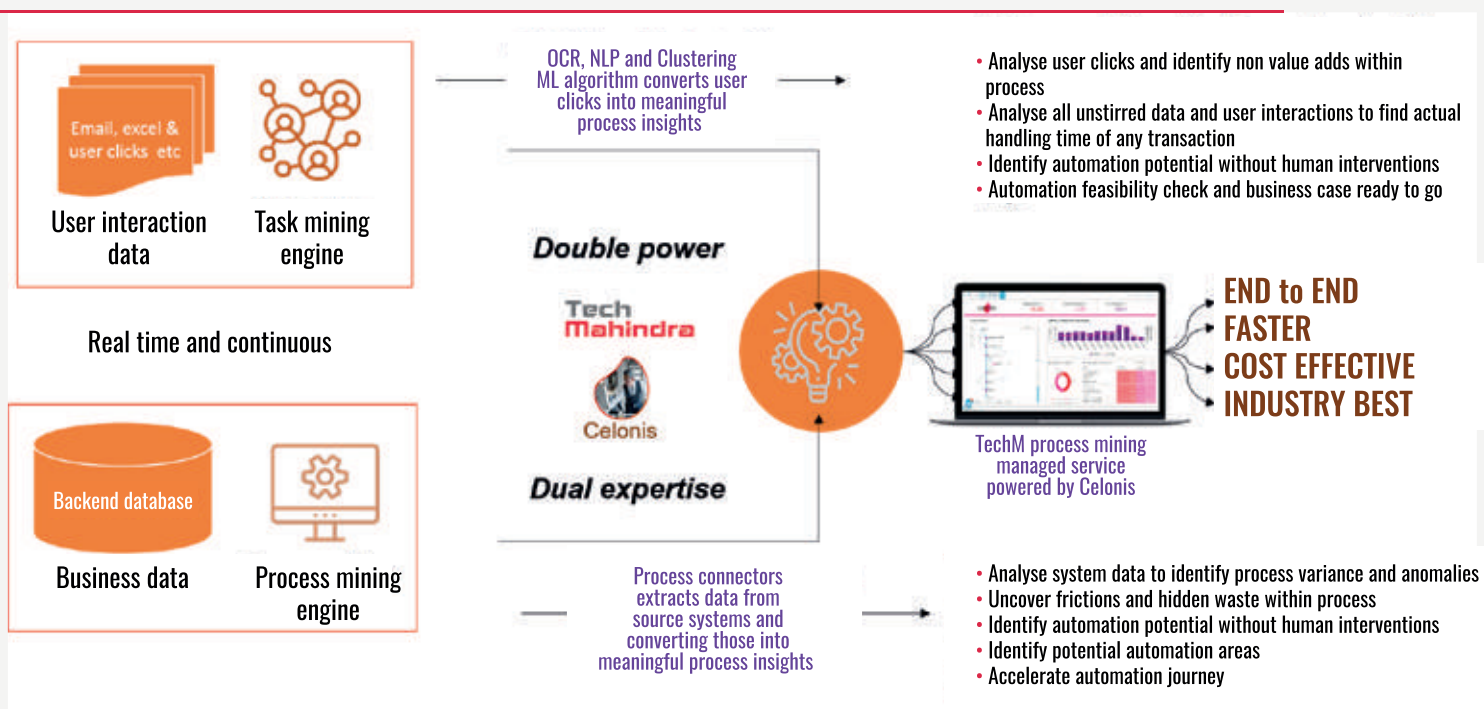 Email, excel &
user clicks etc
User interaction
data
Task mining
engine
Real time and continuous
Backend database
Business data
Process mining
engine
OCR, NLP and Clustering
ML algorithm converts user
clicks into meaningful
process insights
Double power
Tech
Mahindra
Celonis
Dual expertise
Process connectors
extracts data from
source systems and
converting those into
meaningful process insights
• Analyse user clicks and identify non value adds within
process
• Analyse all unstirred data and user interactions to find actual
handling time of any transaction
• Identify automation potential without human interventions
• Automation feasibility check and business case ready to go
TechM process mining
managed service
powered by Celonis
END to END
FASTER
COST EFFECTIVE
INDUSTRY BEST
• Analyse system data to identify process variance and anomalies
• Uncover frictions and hidden waste within process
• Identify automation potential without human interventions
• Identify potential automation areas
• Accelerate automation journey